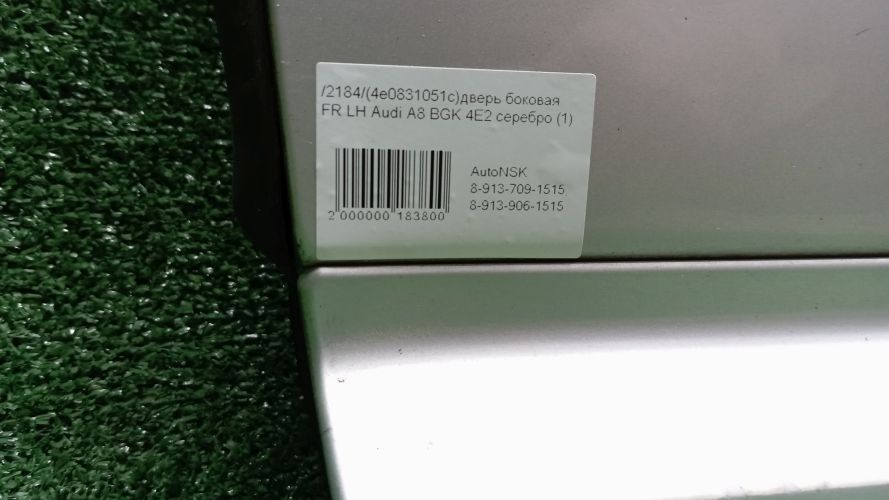 /2184/(4e0831051c)дверь боковая
FR LH Audi A8 BGK 4E2 серебро (1)
AutoNSK
8-913-709-1515,
8-913-906-1515
2 000000 183800